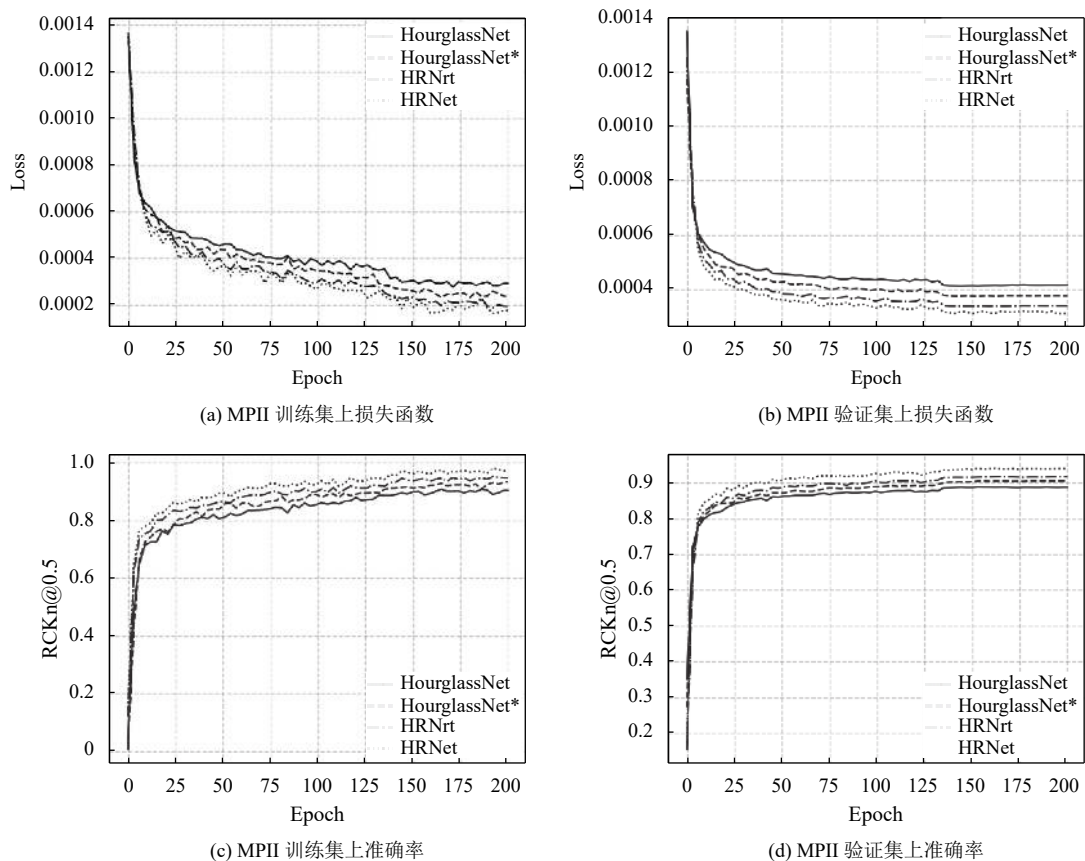 0.0014
0.0012
0.0010
0.0008
0.0006
0.0004
0.0002
Loss
HourglassNet
HourglassNet*
HRNrt
HRNet
0 25 50 75 100 125 150 175 200
Epoch
(a) MPII 训练集上损失函数
0.0014
0.0012
0.0010
0.0008
0.0006
0.0004
Loss
HourglassNet
HourglassNet*
HRNrt
HRNet
0 25 50 75 100 125 150 175 200
Epoch
(b) MPII 验证集上损失函数
1.0
0.8
0.6
0.4
0.2
0
RCKn@0.5
HourglassNet
HourglassNet*
HRNrt
HRNet
0 25 50 75 100 125 150 175 200
Epoch
(c) MPII 训练集上准确率
0.9
0.8
0.7
0.6
0.5
0.4
0.3
0.2
RCKn@0.5
HourglassNet
HourglassNet*
HRNrt
HRNet
0 25 50 75 100 125 150 175 200
Epoch
(d) MPII 验证集上准确率